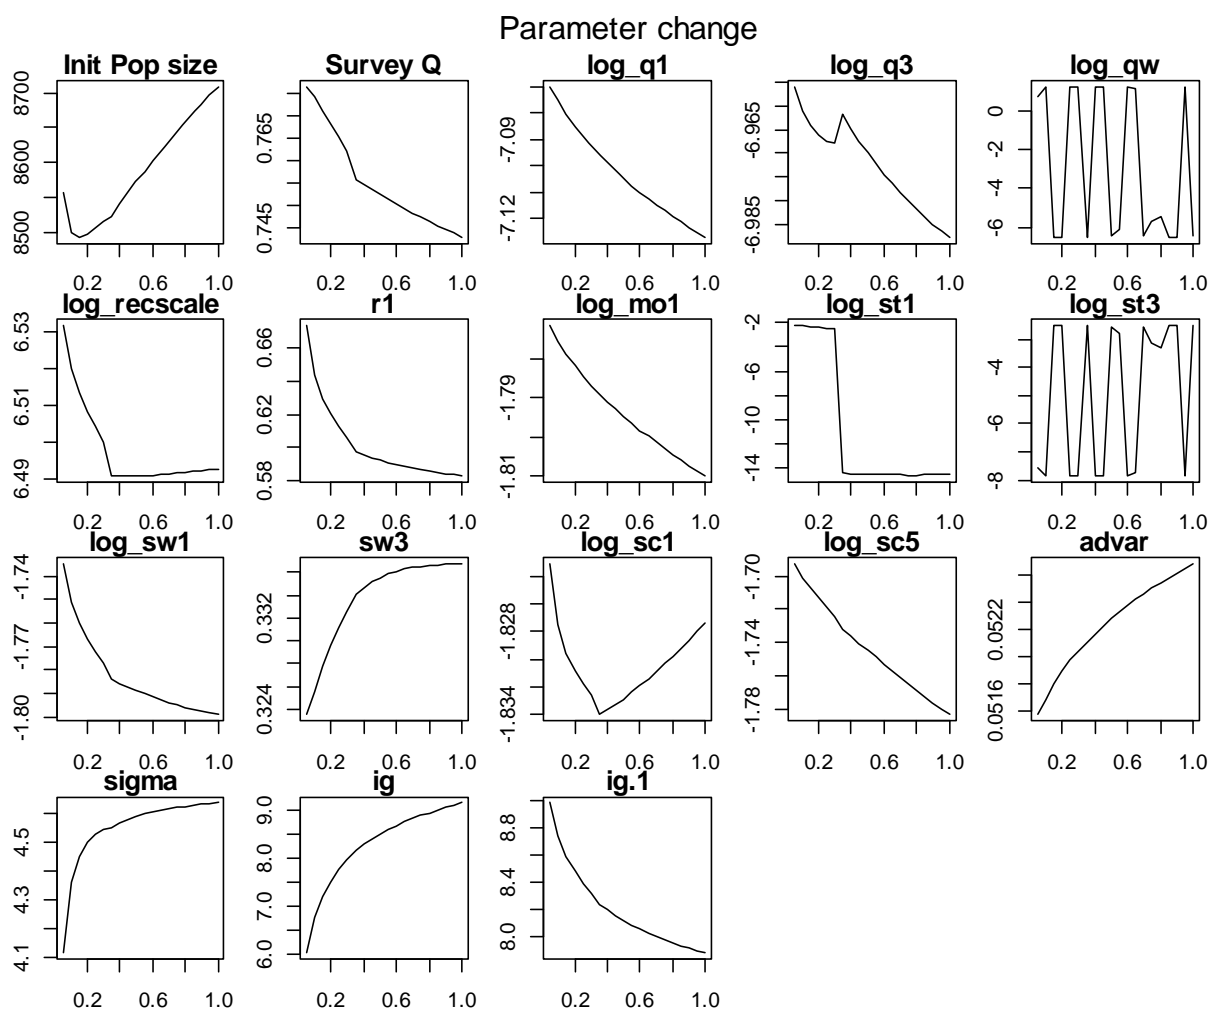 Parameter change
Init Pop size Survey Q log_q1 log_q3 log_qw
8700 8600 8500
0.765 0.745
-7.09 -7.12
-6.965 -6.985
0 -2 -4 -6
0.2 0.6 1.0 0.2 0.6 1.0 0.2 0.6 1.0 0.2 0.6 1.0 0.2 0.6 1.0
log_recscale r1 log_mo1 log_st1 log_st3
6.53 6.51 6.49
0.66 0.62 0.58
-1.79 -1.81
-2 -6 -10 -14
-4 -6 -8
0.2 0.6 1.0 0.2 0.6 1.0 0.2 0.6 1.0 0.2 0.6 1.0 0.2 0.6 1.0
log_sw1 sw3 log_sc1 log_sc5 advar
-1.74 -1.77 -1.80
0.332 0.324
-1.828 -1.834
-1.70 -1.74 -1.78
0.0522 0.0516
0.2 0.6 1.0 0.2 0.6 1.0 0.2 0.6 1.0 0.2 0.6 1.0 0.2 0.6 1.0
sigma ig ig.1
4.5 4.3 4.1
9.0 8.0 7.0 6.0
8.8 8.4 8.0
0.2 0.6 1.0 0.2 0.6 1.0 0.2 0.6 1.0